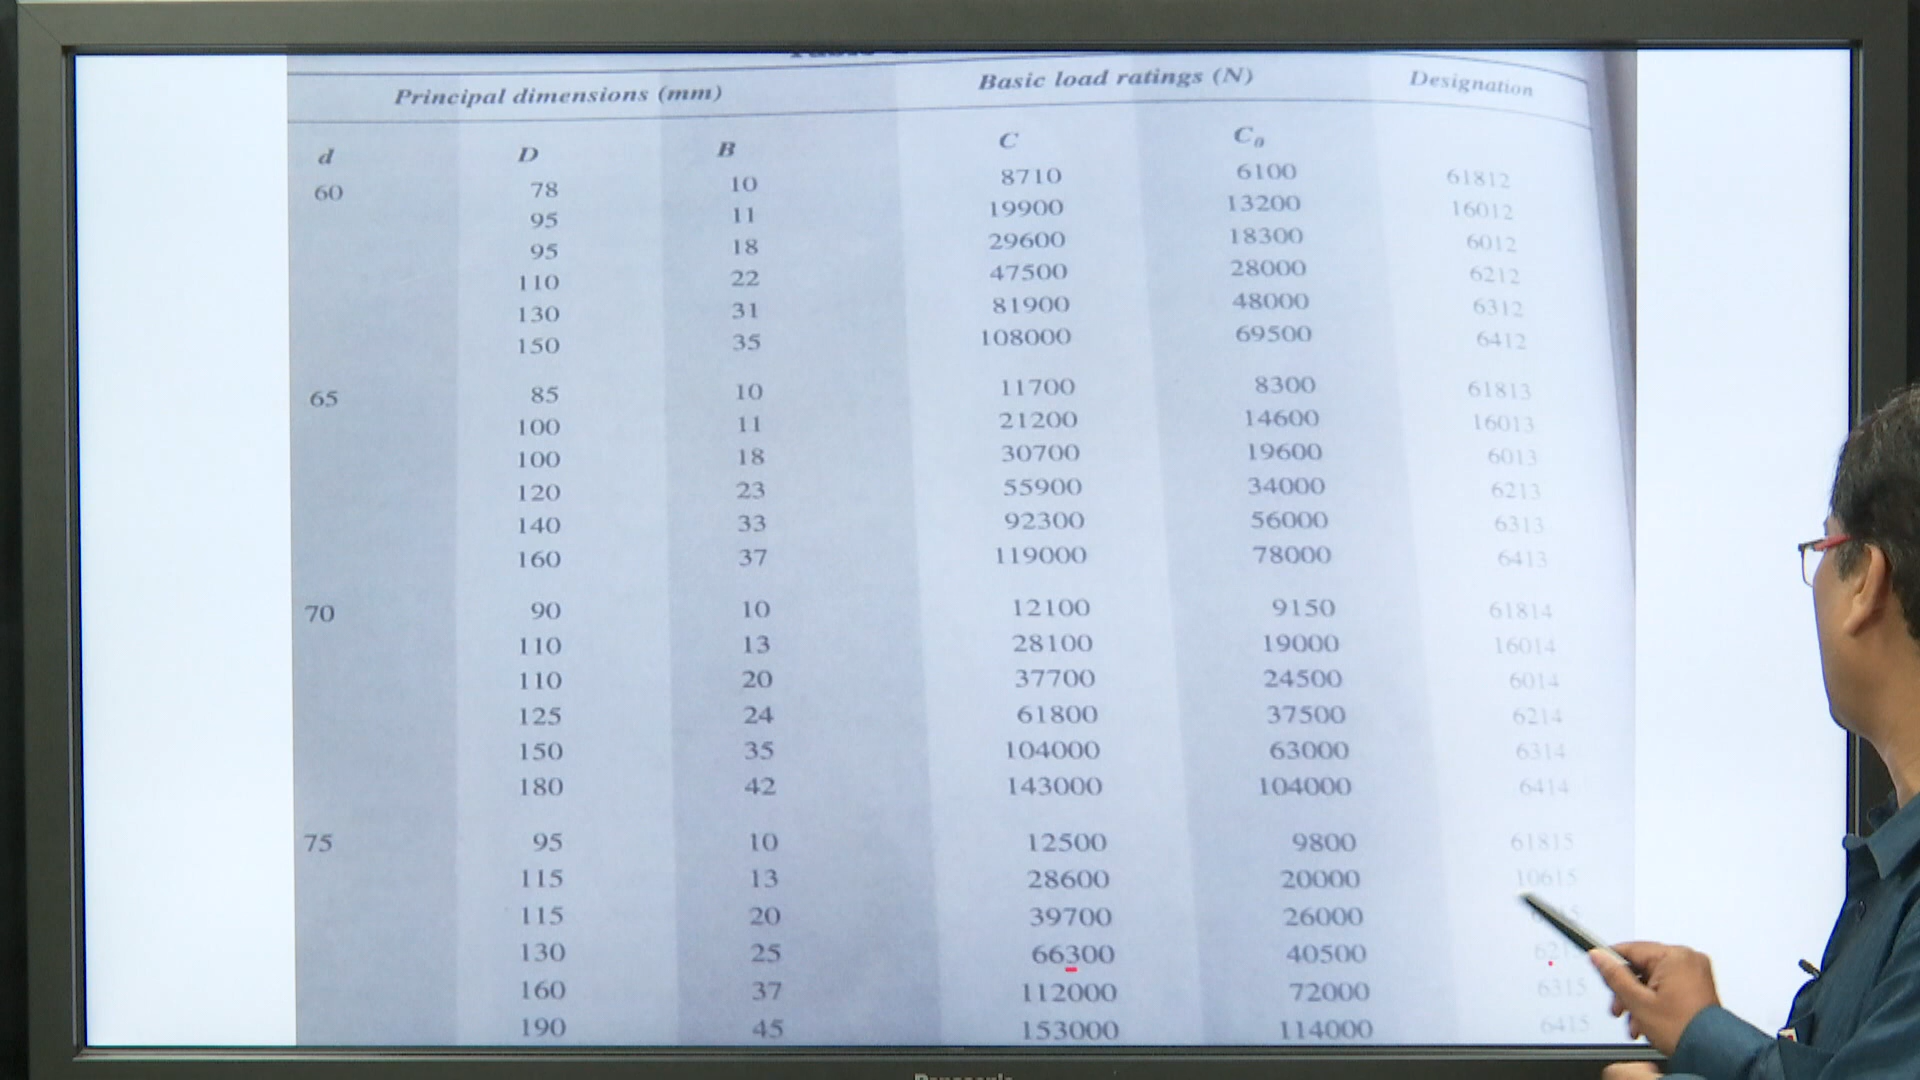 Principal dimensions (mm) Basic load ratings (N) Designation
d D B C C₀
60 78 10 8710 6100 61812
95 11 19900 13200 16012
95 18 29600 18300 6012
110 22 47500 28000 6212
130 31 81900 48000 6312
150 35 108000 69500 6412
65 85 10 11700 8300 61813
100 11 21200 14600 16013
100 18 30700 19600 6013
120 23 55900 34000 6213
140 33 92300 56000 6313
160 37 119000 78000 6413
70 90 10 12100 9150 61814
110 13 28100 19000 16014
110 20 37700 24500 6014
125 24 61800 37500 6214
150 35 104000 63000 6314
180 42 143000 104000 6414
75 95 10 12500 9800 61815
115 13 28600 20000 10615
115 20 39700 26000
130 25 66300 40500
160 37 112000 72000 6315
190 45 153000 114000 6415